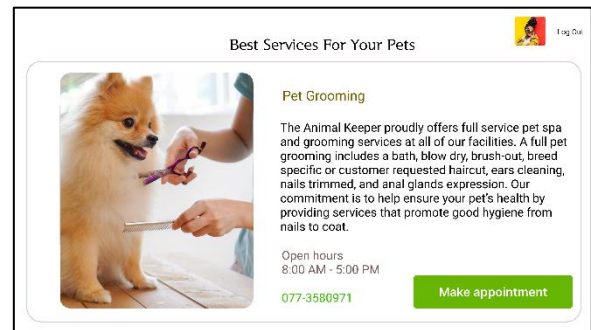 Log Out
Best Services For Your Pets
Pet Grooming
The Animal Keeper proudly offers full service pet spa
and grooming services at all of our facilities. A full pet
grooming includes a bath, blow dry, brush-out, breed
specific or customer requested haircut, ears cleaning,
nails trimmed, and anal glands expression. Our
commitment is to help ensure your pet's health by
providing services that promote good hygiene from
nails to coat.
Open hours
8:00 AM - 5:00 PM
077-3580971
Make appointment